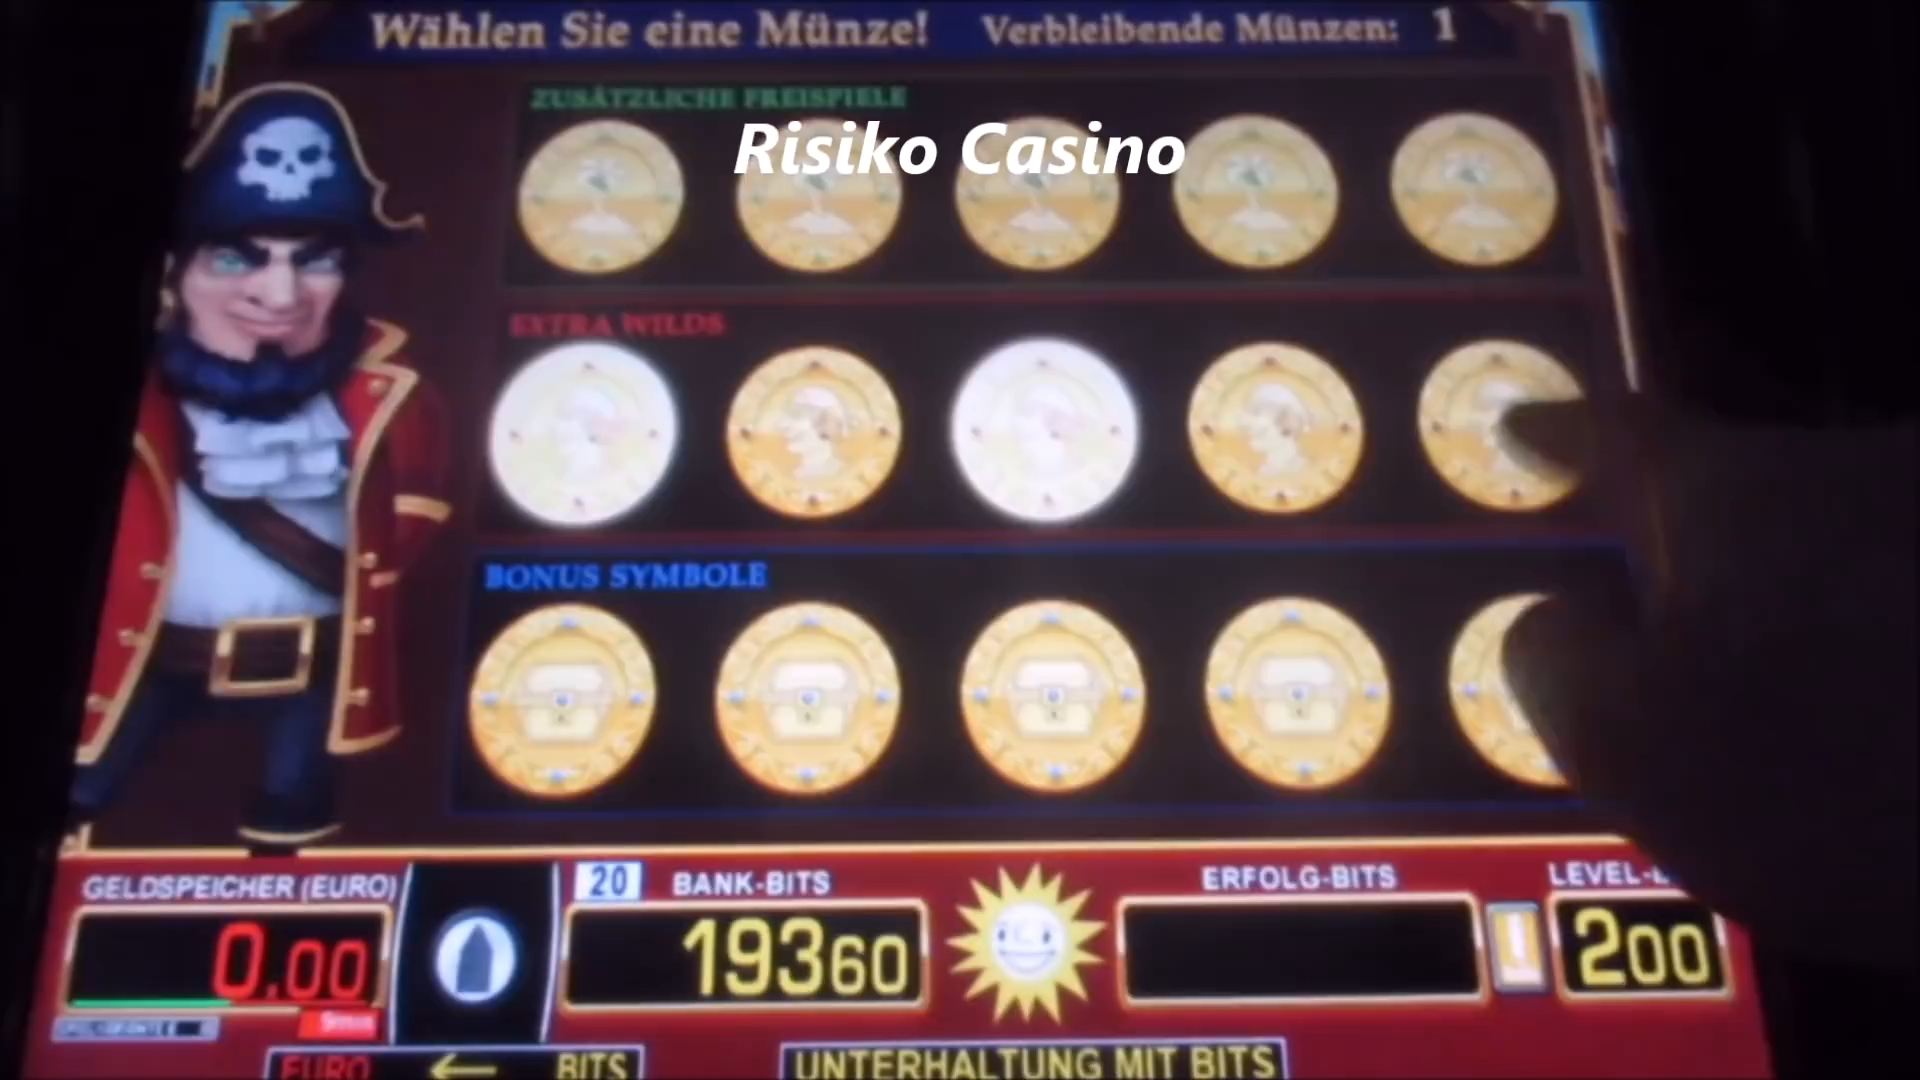 Wählen Sie eine Münze! Verbleibende Münzen: 1
ZUSÄTZLICHE FREISPIELE
Risiko Casino
EXTRA WILDS
BONUS SYMBOLE
GELDSPEICHER (EURO)
20 BANK-BITS
ERFOLG-BITS
LEVEL-
0.00
19360
200
EURO ← BITS
UNTERHALTUNG MIT BITS